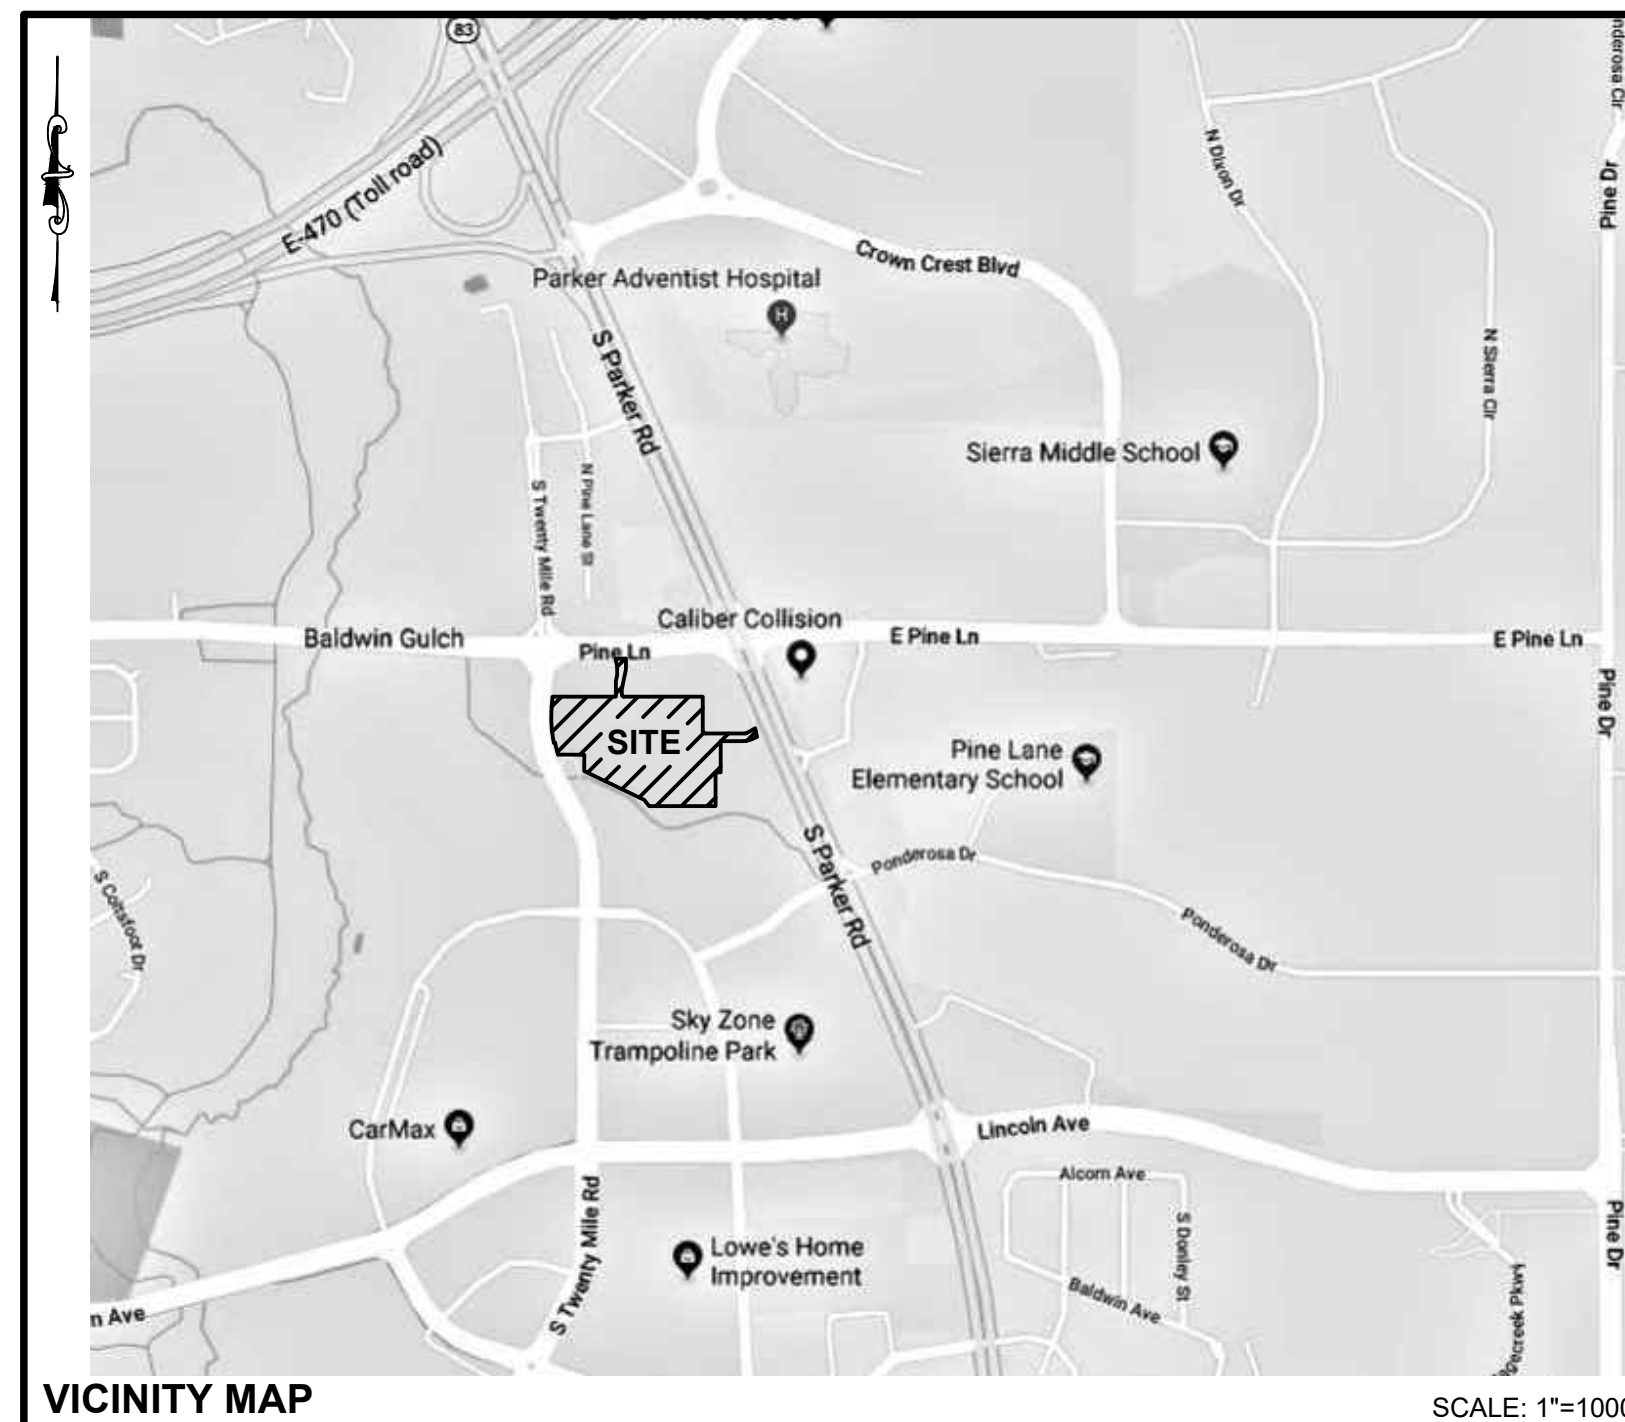 83
E-470 (Toll road)
Crown Crest Blvd
N Dixon Dr
Pine Dr
Parker Adventist Hospital
H
S Parker Rd
N Sierra Cir
Sierra Middle School
S Twenty Mile Rd
N Pine Lane St
Caliber Collision
Baldwin Gulch
Pine Ln
E Pine Ln
E Pine Ln
Pine Dr
SITE
Pine Lane
Elementary School
S Parker Rd
Ponderosa Dr
S Coltsfoot Dr
Ponderosa Dr
Sky Zone
Trampoline Park
CarMax
Lincoln Ave
Alcorn Ave
S Twenty Mile Rd
S Donley St
Pine Dr
Lowe's Home
Improvement
Baldwin Ave
n Ave
VICINITY MAP
SCALE: 1"=1000